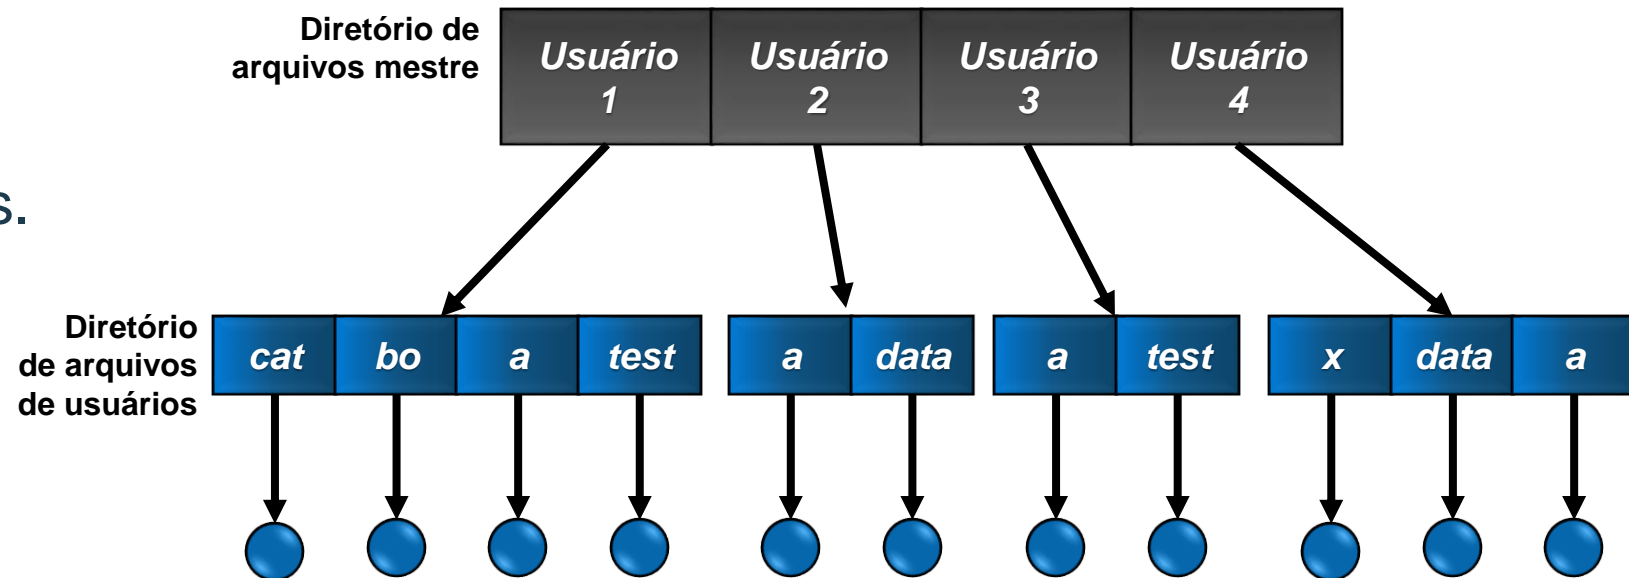 Diretório de
arquivos mestre
Usuário
1
Usuário
2
Usuário
3
Usuário
4
s.
Diretório
de arquivos
de usuários
cat
bo
a
test
a
data
a
test
x
data
a